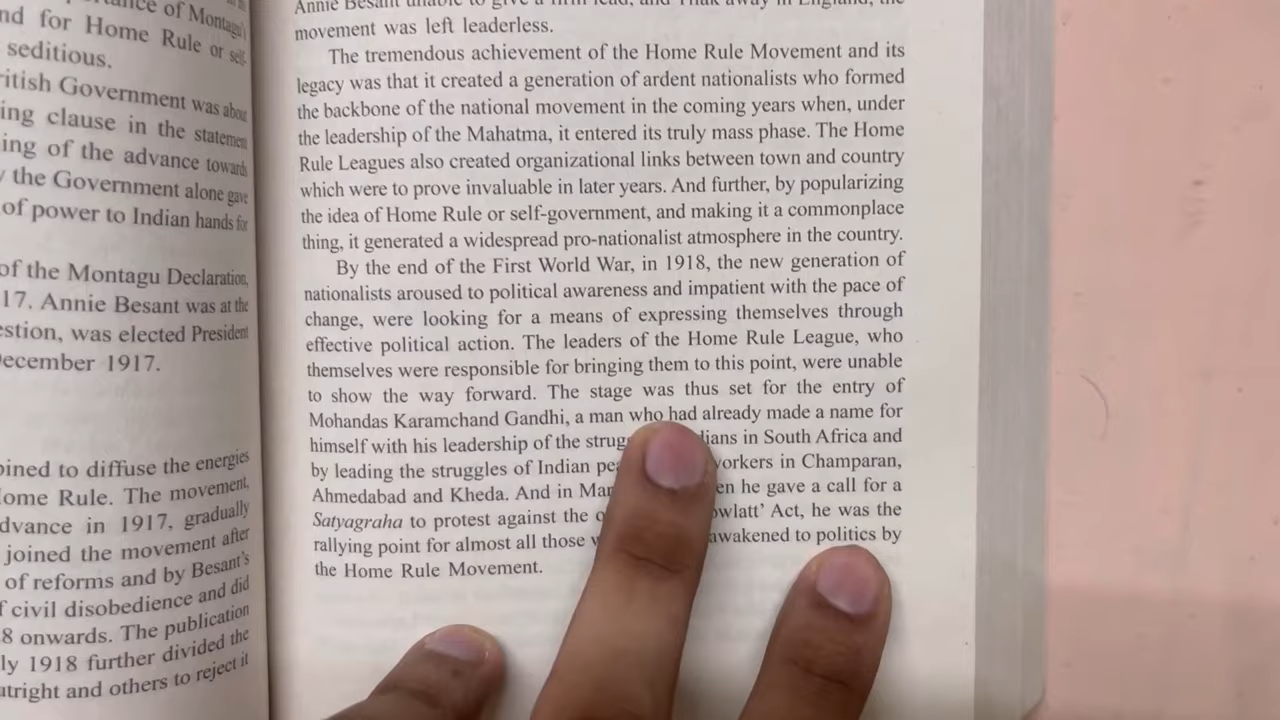 of Montagu's
nd for Home Rule or self-
seditious.
ritish Government was about
ing clause in the statement
ing of the advance towards
y the Government alone gave
of power to Indian hands for
of the Montagu Declaration,
17. Annie Besant was at the
estion, was elected President
ecember 1917.
oined to diffuse the energies
Home Rule. The movement,
dvance in 1917, gradually
joined the movement after
of reforms and by Besant's
f civil disobedience and did
8 onwards. The publication
ly 1918 further divided the
utright and others to reject it
Annie Besant unable to give a firm lead, and Tilak away in England, the
movement was left leaderless.
The tremendous achievement of the Home Rule Movement and its
legacy was that it created a generation of ardent nationalists who formed
the backbone of the national movement in the coming years when, under
the leadership of the Mahatma, it entered its truly mass phase. The Home
Rule Leagues also created organizational links between town and country
which were to prove invaluable in later years. And further, by popularizing
the idea of Home Rule or self-government, and making it a commonplace
thing, it generated a widespread pro-nationalist atmosphere in the country.
By the end of the First World War, in 1918, the new generation of
nationalists aroused to political awareness and impatient with the pace of
change, were looking for a means of expressing themselves through
effective political action. The leaders of the Home Rule League, who
themselves were responsible for bringing them to this point, were unable
to show the way forward. The stage was thus set for the entry of
Mohandas Karamchand Gandhi, a man who had already made a name for
himself with his leadership of the strug dians in South Africa and
by leading the struggles of Indian pe workers in Champaran,
Ahmedabad and Kheda. And in Mar en he gave a call for a
Satyagraha to protest against the o owlatt' Act, he was the
rallying point for almost all those awakened to politics by
the Home Rule Movement.